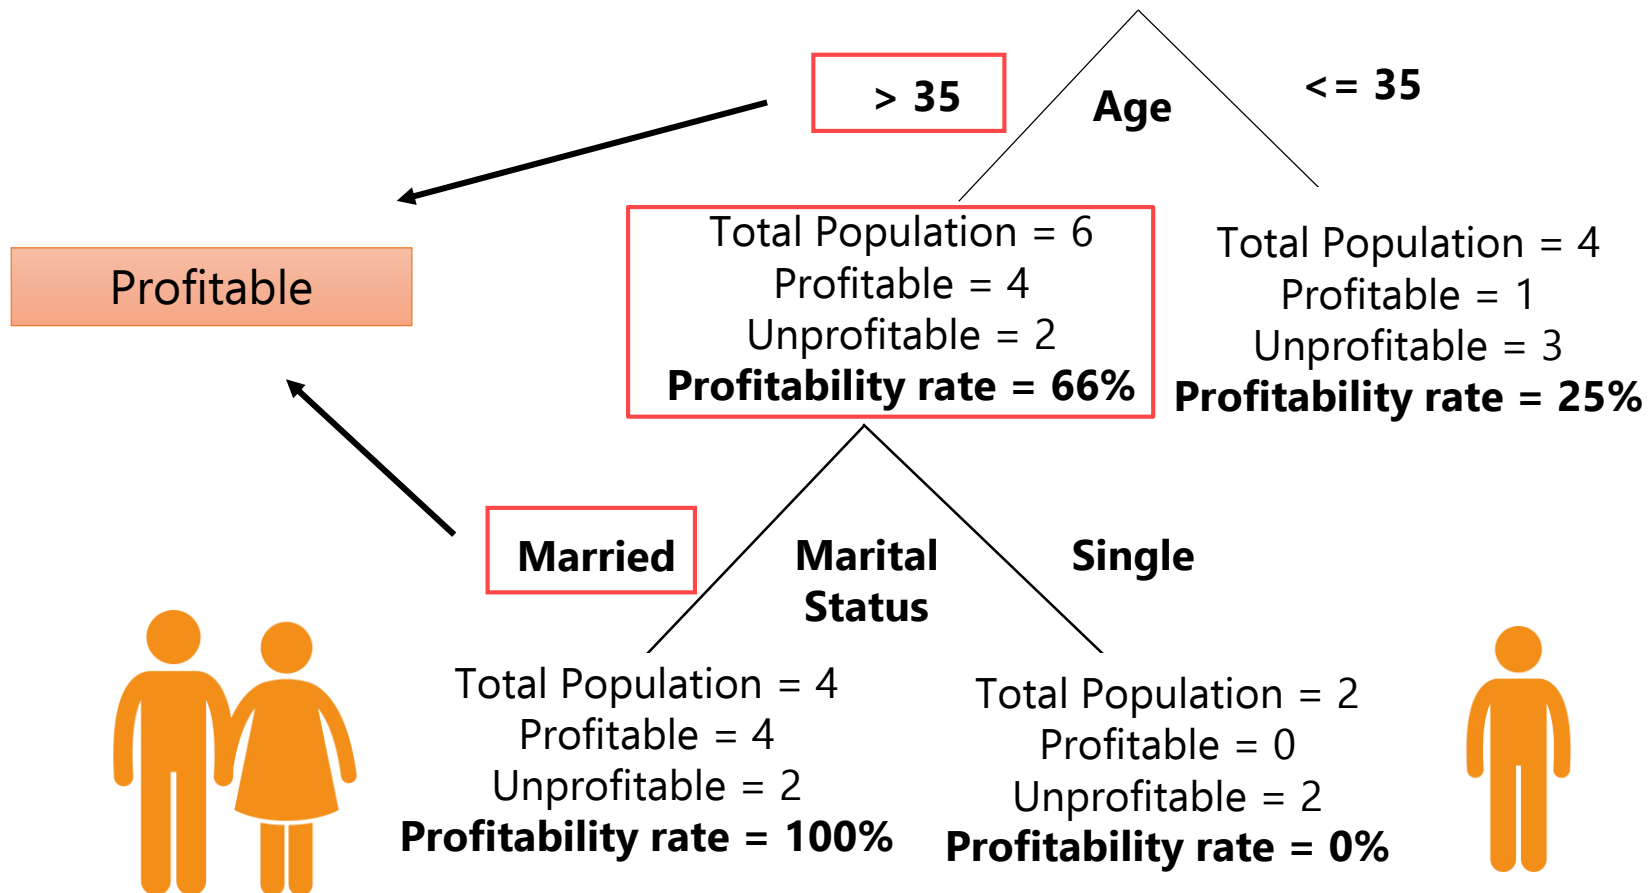 > 35
Age
<= 35
Profitable
Total Population = 6
Profitable = 4
Unprofitable = 2
Profitability rate = 66%
Total Population = 4
Profitable = 1
Unprofitable = 3
Profitability rate = 25%
Married
Marital
Status
Single
Total Population = 4
Profitable = 4
Unprofitable = 2
Profitability rate = 100%
Total Population = 2
Profitable = 0
Unprofitable = 2
Profitability rate = 0%